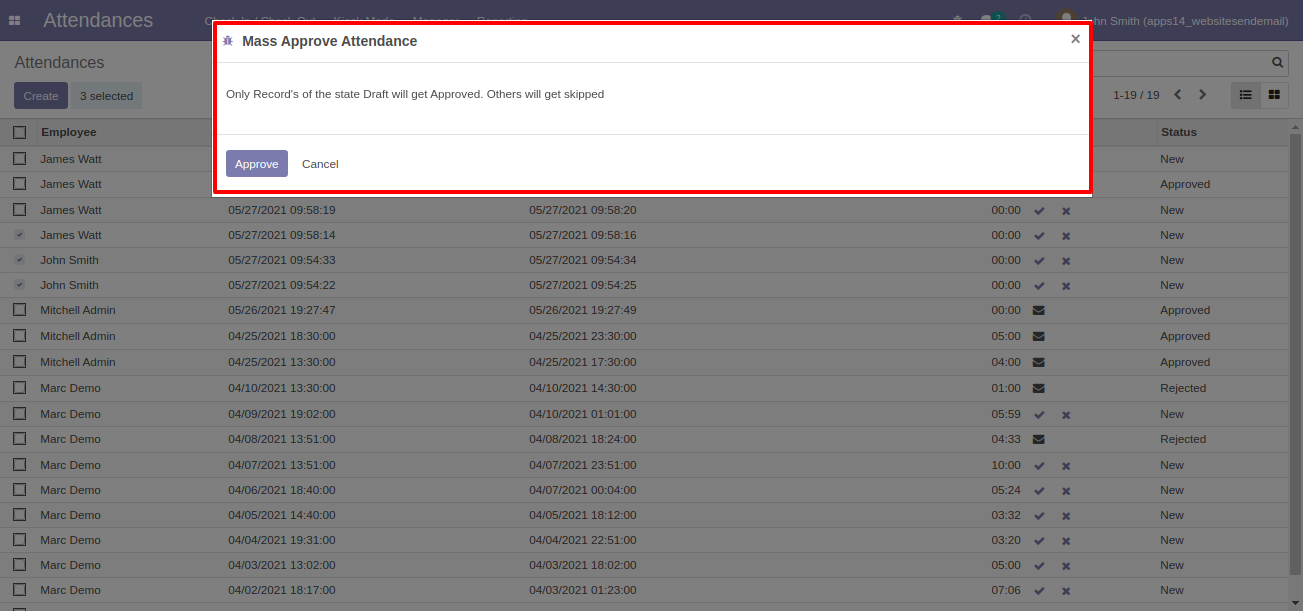 Attendances Check In / Check Out Kiosk Mode Manager Reporting 2 John Smith (apps14_websitesendemail)
Mass Approve Attendance ×
Attendances
Create 3 selected 1-19 / 19
Only Record's of the state Draft will get Approved. Others will get skipped
Approve Cancel
Employee Status
James Watt New
James Watt Approved
James Watt 05/27/2021 09:58:19 05/27/2021 09:58:20 00:00 New
James Watt 05/27/2021 09:58:14 05/27/2021 09:58:16 00:00 New
John Smith 05/27/2021 09:54:33 05/27/2021 09:54:34 00:00 New
John Smith 05/27/2021 09:54:22 05/27/2021 09:54:25 00:00 New
Mitchell Admin 05/26/2021 19:27:47 05/26/2021 19:27:49 00:00 Approved
Mitchell Admin 04/25/2021 18:30:00 04/25/2021 23:30:00 05:00 Approved
Mitchell Admin 04/25/2021 13:30:00 04/25/2021 17:30:00 04:00 Approved
Marc Demo 04/10/2021 13:30:00 04/10/2021 14:30:00 01:00 Rejected
Marc Demo 04/09/2021 19:02:00 04/10/2021 01:01:00 05:59 New
Marc Demo 04/08/2021 13:51:00 04/08/2021 18:24:00 04:33 Rejected
Marc Demo 04/07/2021 13:51:00 04/07/2021 23:51:00 10:00 New
Marc Demo 04/06/2021 18:40:00 04/07/2021 00:04:00 05:24 New
Marc Demo 04/05/2021 14:40:00 04/05/2021 18:12:00 03:32 New
Marc Demo 04/04/2021 19:31:00 04/04/2021 22:51:00 03:20 New
Marc Demo 04/03/2021 13:02:00 04/03/2021 18:02:00 05:00 New
Marc Demo 04/02/2021 18:17:00 04/03/2021 01:23:00 07:06 New